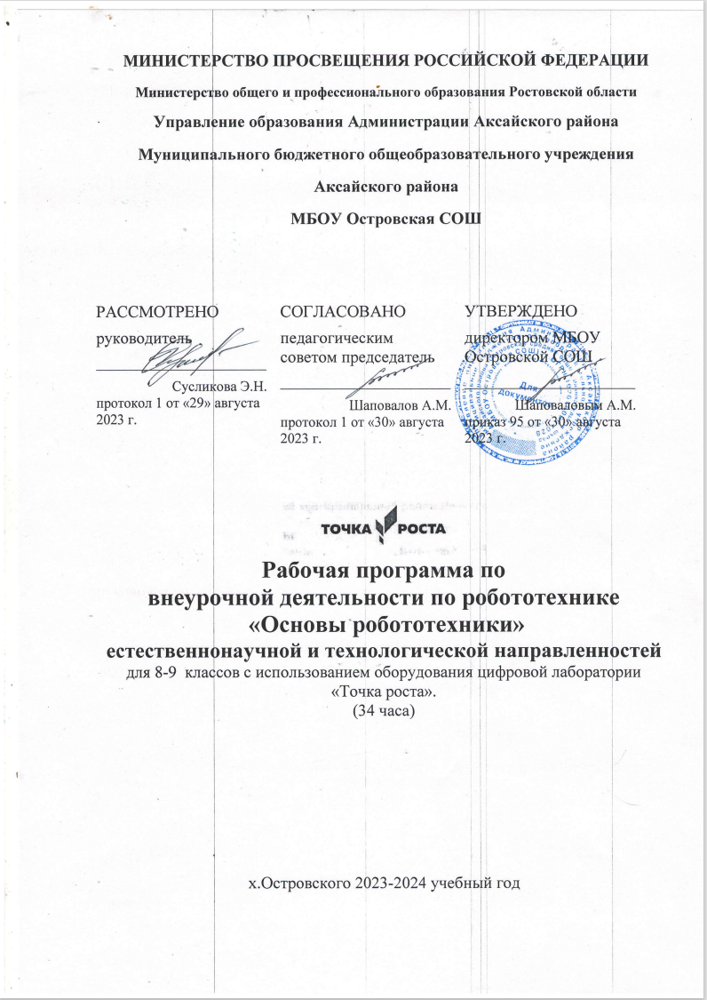 МИНИСТЕРСТВО ПРОСВЕЩЕНИЯ РОССИЙСКОЙ ФЕДЕРАЦИИ
Министерство общего и профессионального образования Ростовской области
Управление образования Администрации Аксайского района
Муниципального бюджетного общеобразовательного учреждения
Аксайского района
МБОУ Островская СОШ
РАССМОТРЕНО
руководитель
Сусликова Э.Н.
протокол 1 от «29» августа
2023 г.
СОГЛАСОВАНО
педагогическим
советом председатель
Шаповалов А.М.
протокол 1 от «30» августа
2023 г.
УТВЕРЖДЕНО
директором МБОУ
Островской СОШ
Шаповаловым А.М.
приказ 95 от «30» августа
2023 г.
Для
документов
ТОЧКА РОСТА
Рабочая программа по
внеурочной деятельности по робототехнике
«Основы робототехники»
естественнонаучной и технологической направленностей
для 8-9 классов с использованием оборудования цифровой лаборатории
«Точка роста».
(34 часа)
х.Островского 2023-2024 учебный год